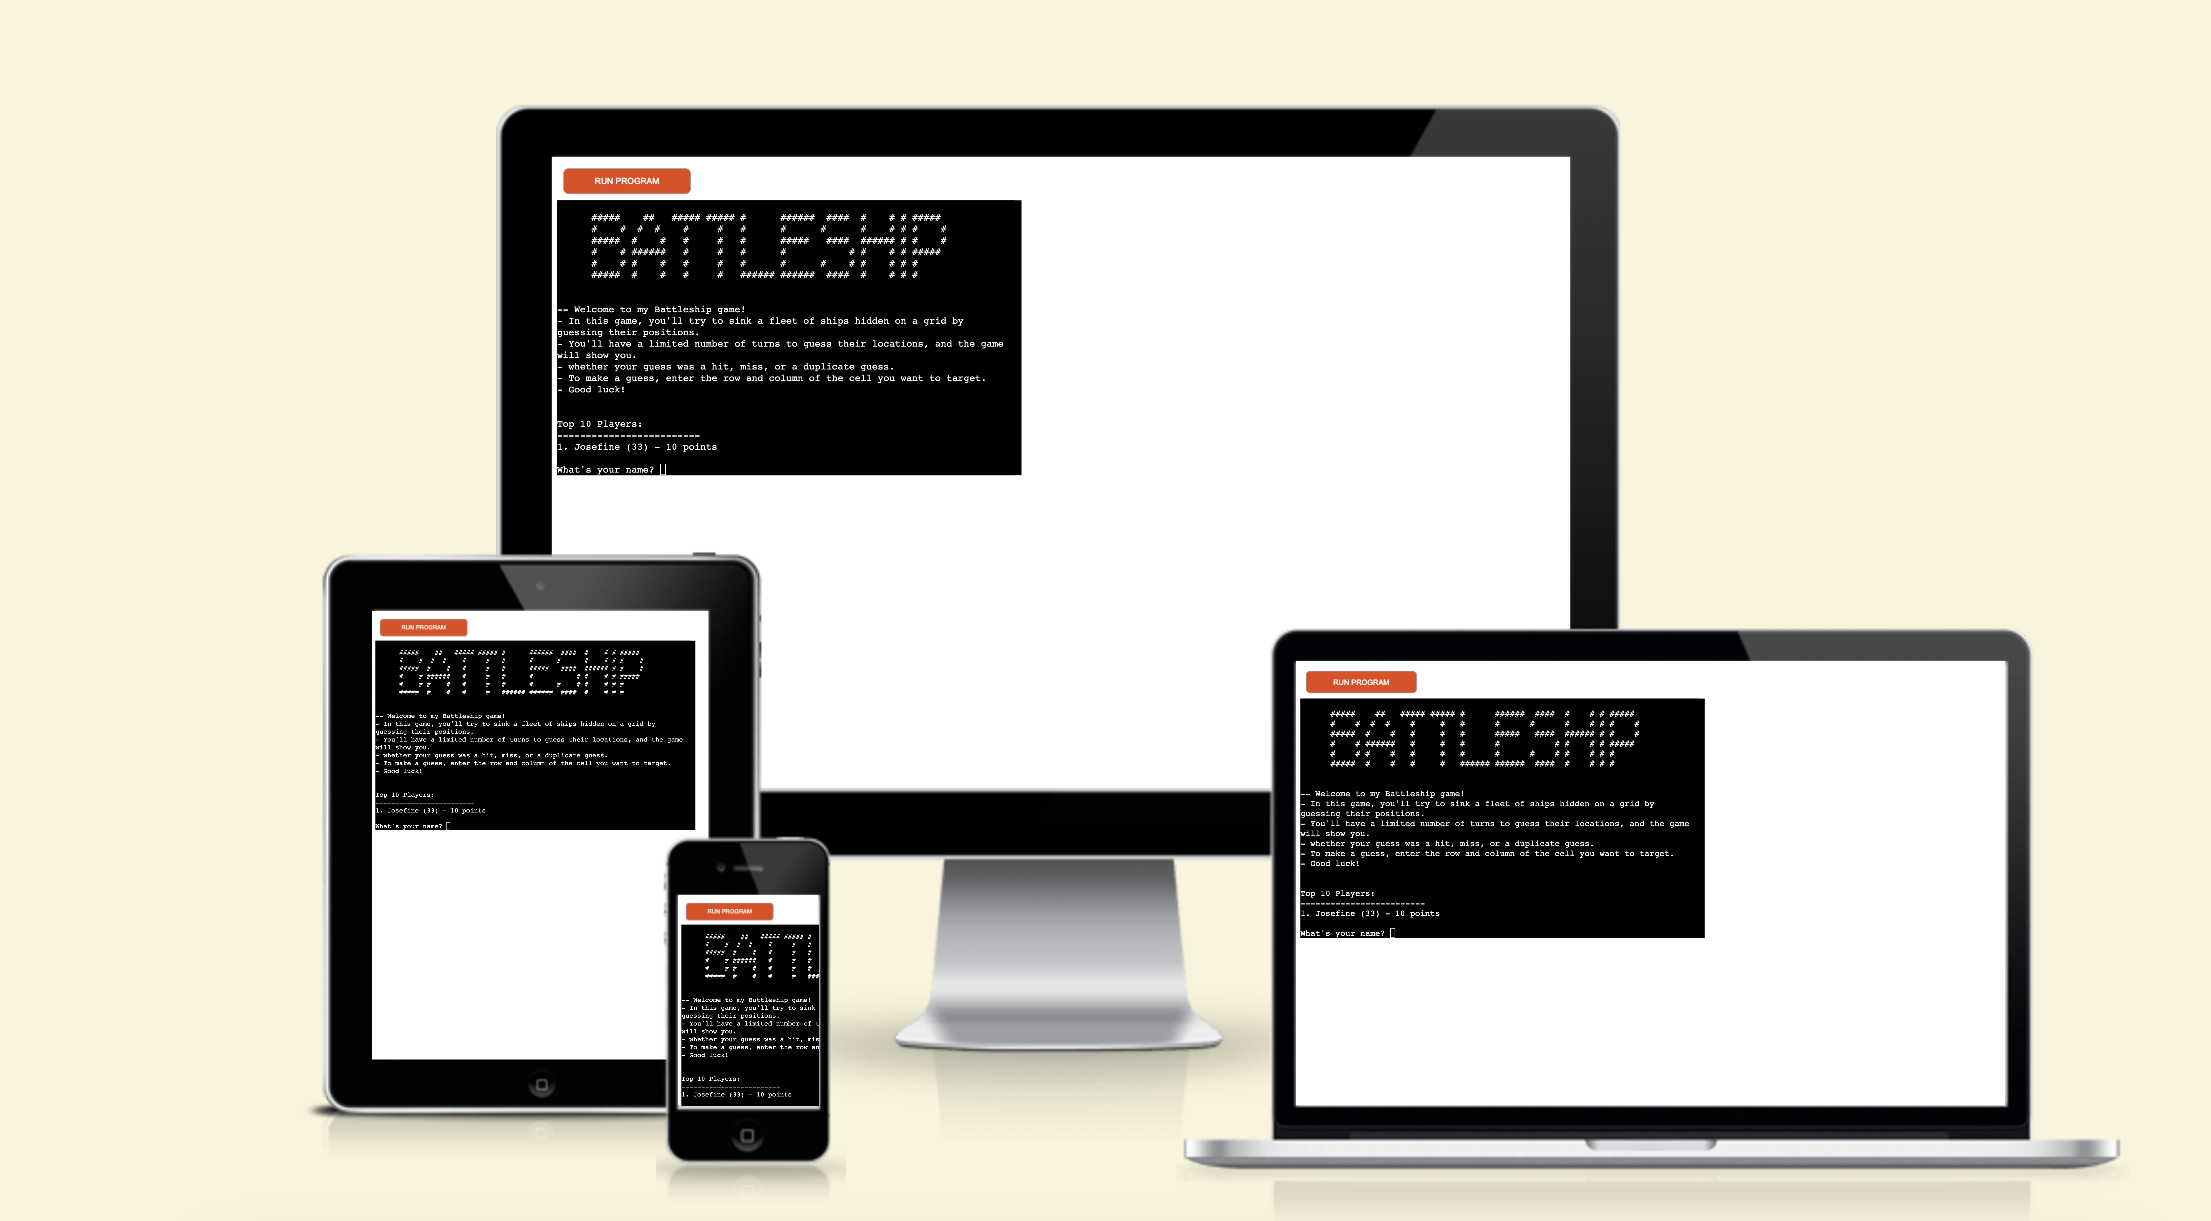 RUN PROGRAM
BATTLESHIP
-- Welcome to my Battleship game!
- In this game, you'll try to sink a fleet of ships hidden on a grid by
guessing their positions.
- You'll have a limited number of turns to guess their locations, and the game
will show you.
- whether your guess was a hit, miss, or a duplicate guess.
- To make a guess, enter the row and column of the cell you want to target.
- Good luck!
Top 10 Players:
-------------------------
1. Josefine (33) - 10 points
What's your name?
RUN PROGRAM
BATTLESHIP
-- Welcome to my Battleship game!
- In this game, you'll try to sink a fleet of ships hidden on a grid by
guessing their positions.
- You'll have a limited number of turns to guess their locations, and the game
will show you.
- whether your guess was a hit, miss, or a duplicate guess.
- To make a guess, enter the row and column of the cell you want to target.
- Good luck!
Top 10 Players:
-------------------------
1. Josefine (33) - 10 points
What's your name?
RUN PROGRAM
BATTL
-- Welcome to my Battleship game!
- In this game, you'll try to sink
guessing their positions.
- You'll have a limited number of t
will show you.
- whether your guess was a hit, mis
- To make a guess, enter the row an
- Good luck!
Top 10 Players:
-------------------------
1. Josefine (33) - 10 points
RUN PROGRAM
BATTLESHIP
-- Welcome to my Battleship game!
- In this game, you'll try to sink a fleet of ships hidden on a grid by
guessing their positions.
- You'll have a limited number of turns to guess their locations, and the game
will show you.
- whether your guess was a hit, miss, or a duplicate guess.
- To make a guess, enter the row and column of the cell you want to target.
- Good luck!
Top 10 Players:
-------------------------
1. Josefine (33) - 10 points
What's your name?